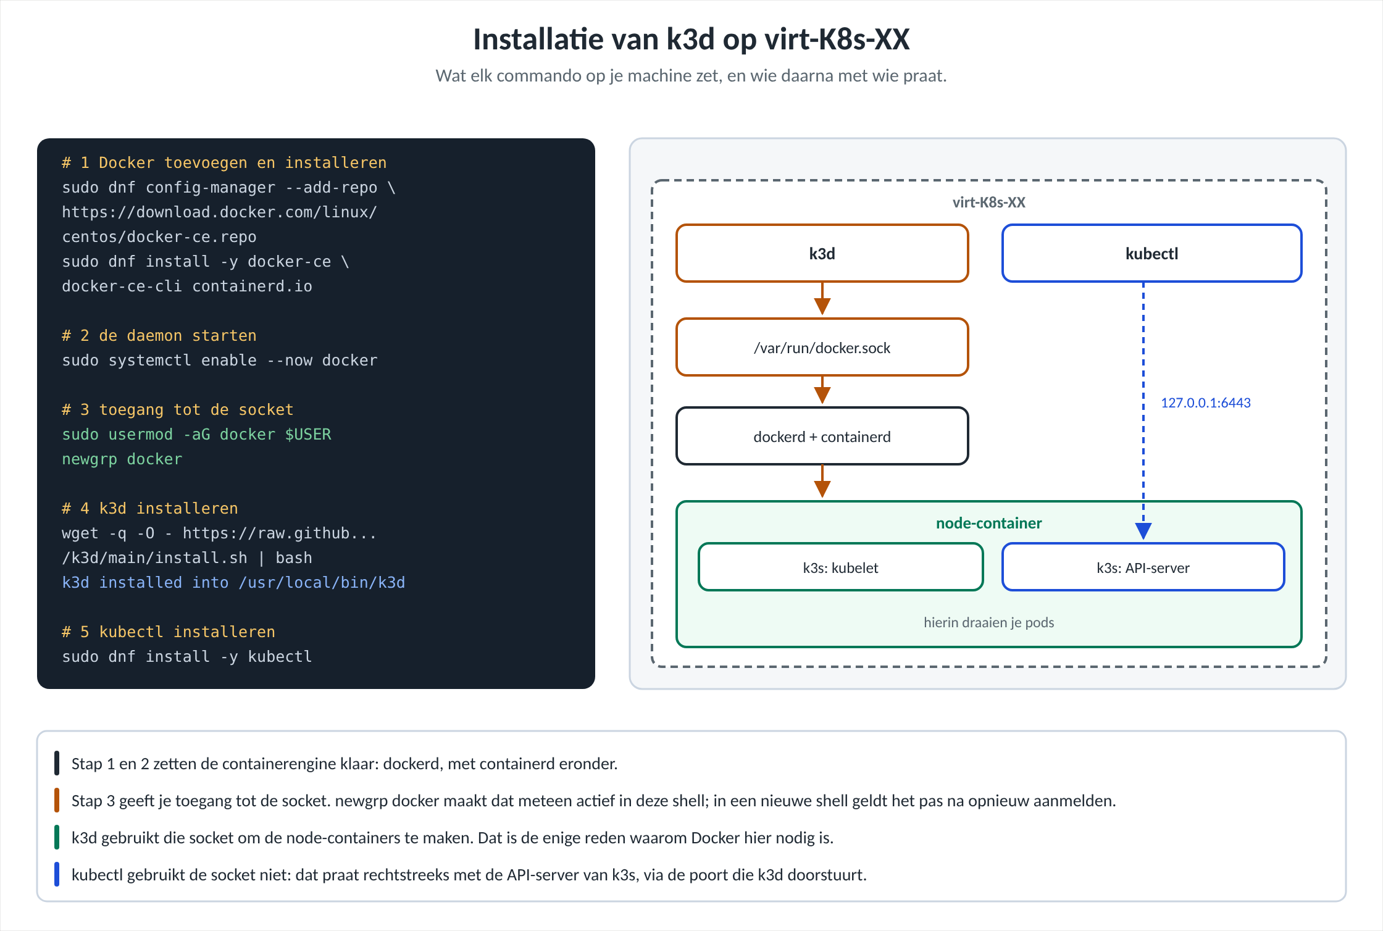 Installatie van k3d op virt-K8s-XX
Wat elk commando op je machine zet, en wie daarna met wie praat.
# 1 Docker toevoegen en installeren
sudo dnf config-manager --add-repo \
https://download.docker.com/linux/
centos/docker-ce.repo
sudo dnf install -y docker-ce \
docker-ce-cli containerd.io
# 2 de daemon starten
sudo systemctl enable --now docker
# 3 toegang tot de socket
sudo usermod -aG docker $USER
newgrp docker
# 4 k3d installeren
wget -q -O - https://raw.github...
/k3d/main/install.sh | bash
k3d installed into /usr/local/bin/k3d
# 5 kubectl installeren
sudo dnf install -y kubectl
virt-K8s-XX
k3d
kubectl
/var/run/docker.sock
127.0.0.1:6443
dockerd + containerd
node-container
k3s: kubelet
k3s: API-server
hierin draaien je pods
Stap 1 en 2 zetten de containerengine klaar: dockerd, met containerd eronder.
Stap 3 geeft je toegang tot de socket. newgrp docker maakt dat meteen actief in deze shell; in een nieuwe shell geldt het pas na opnieuw aanmelden.
k3d gebruikt die socket om de node-containers te maken. Dat is de enige reden waarom Docker hier nodig is.
kubectl gebruikt de socket niet: dat praat rechtstreeks met de API-server van k3s, via de poort die k3d doorstuurt.